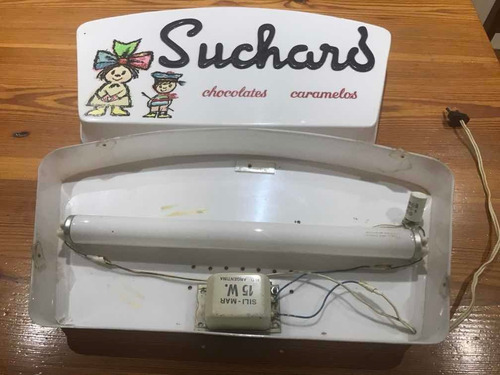 Suchard
chocolates caramelos
SILI-MAR
15 W.